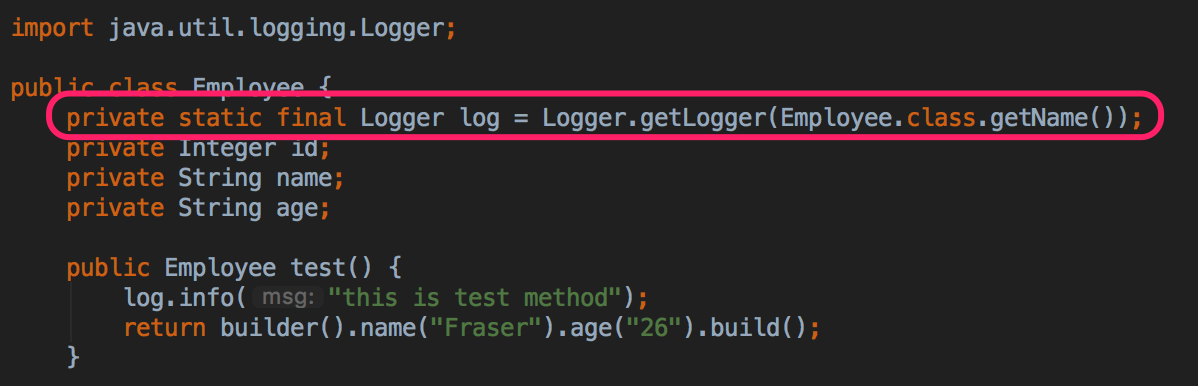 import java.util.logging.Logger;
public class Employee {
private static final Logger log = Logger.getLogger(Employee.class.getName());
private Integer id;
private String name;
private String age;
public Employee test() {
log.info( msg: "this is test method");
return builder().name("Fraser").age("26").build();
}